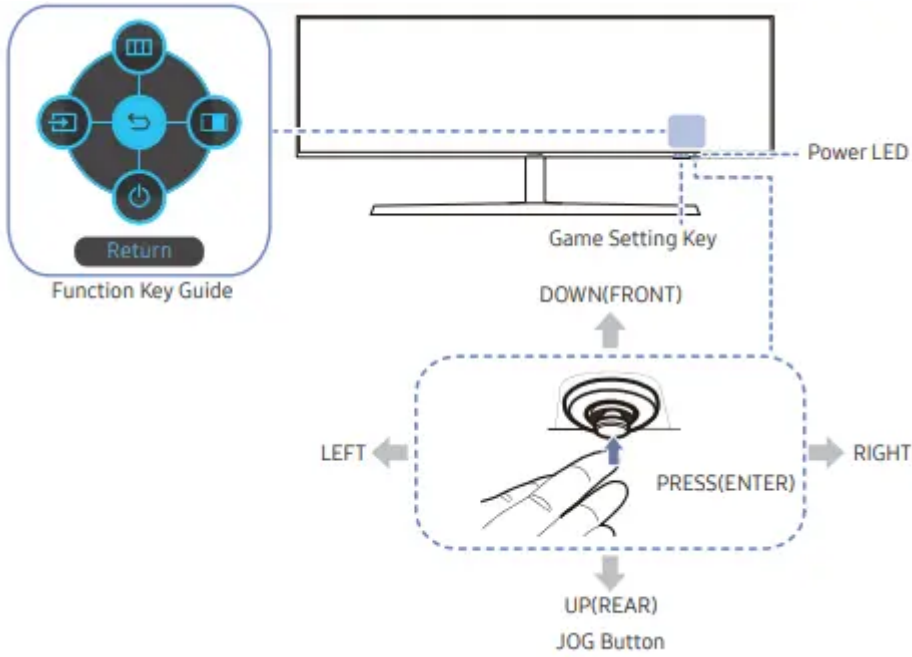 Return
Function Key Guide
Power LED
Game Setting Key
DOWN(FRONT)
LEFT
RIGHT
PRESS(ENTER)
UP(REAR)
JOG Button